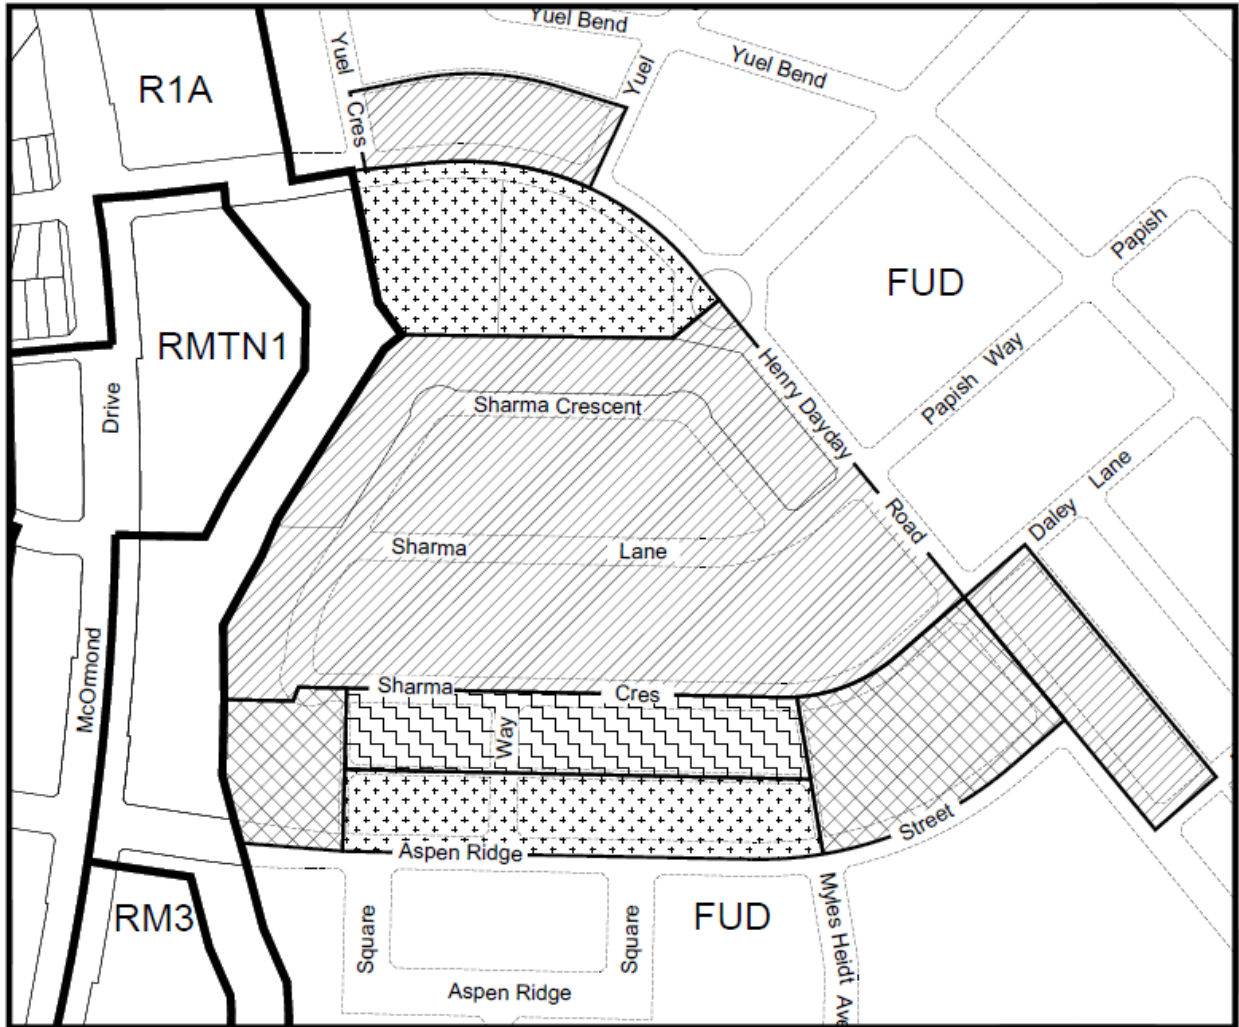 Yuel Bend
Yuel
Cres
Yuel
Yuel Bend
R1A
Papish
FUD
RMTN1
Papish Way
Henry Dayday
Road
Drive
Sharma Crescent
Daley Lane
Sharma Lane
McOrmond
Sharma Cres
Way
Street
Aspen Ridge
RM3
Square
Square
FUD
Myles Heidt Ave
Aspen Ridge